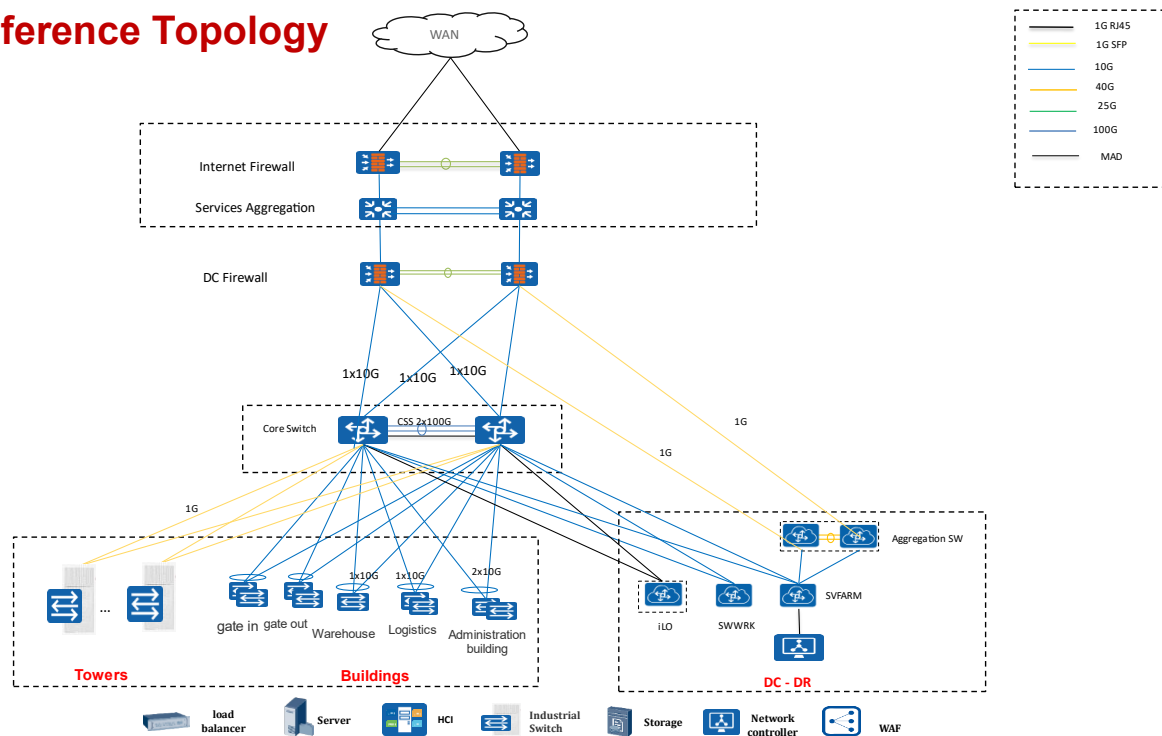 ference Topology
WAN
1G RJ45
1G SFP
10G
40G
25G
100G
MAD
Internet Firewall
Services Aggregation
DC Firewall
1x10G
1x10G
1x10G
Core Switch
CSS 2x100G
1G
1G
1G
Aggregation SW
1x10G
1x10G
2x10G
...
gate in
gate out
Warehouse
Logistics
Administration
building
iLO
SWWRK
SVFARM
Towers
Buildings
DC - DR
load
balancer
Server
HCI
Industrial
Switch
Storage
Network
controller
WAF